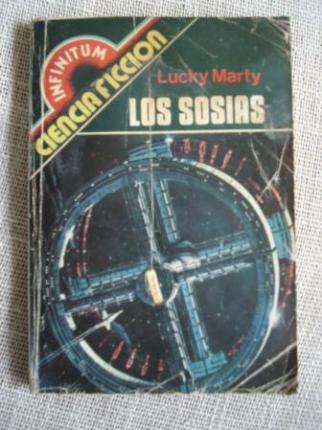 INFINITUM
CIENCIA FICCION
Lucky Marty
LOS SOSIAS